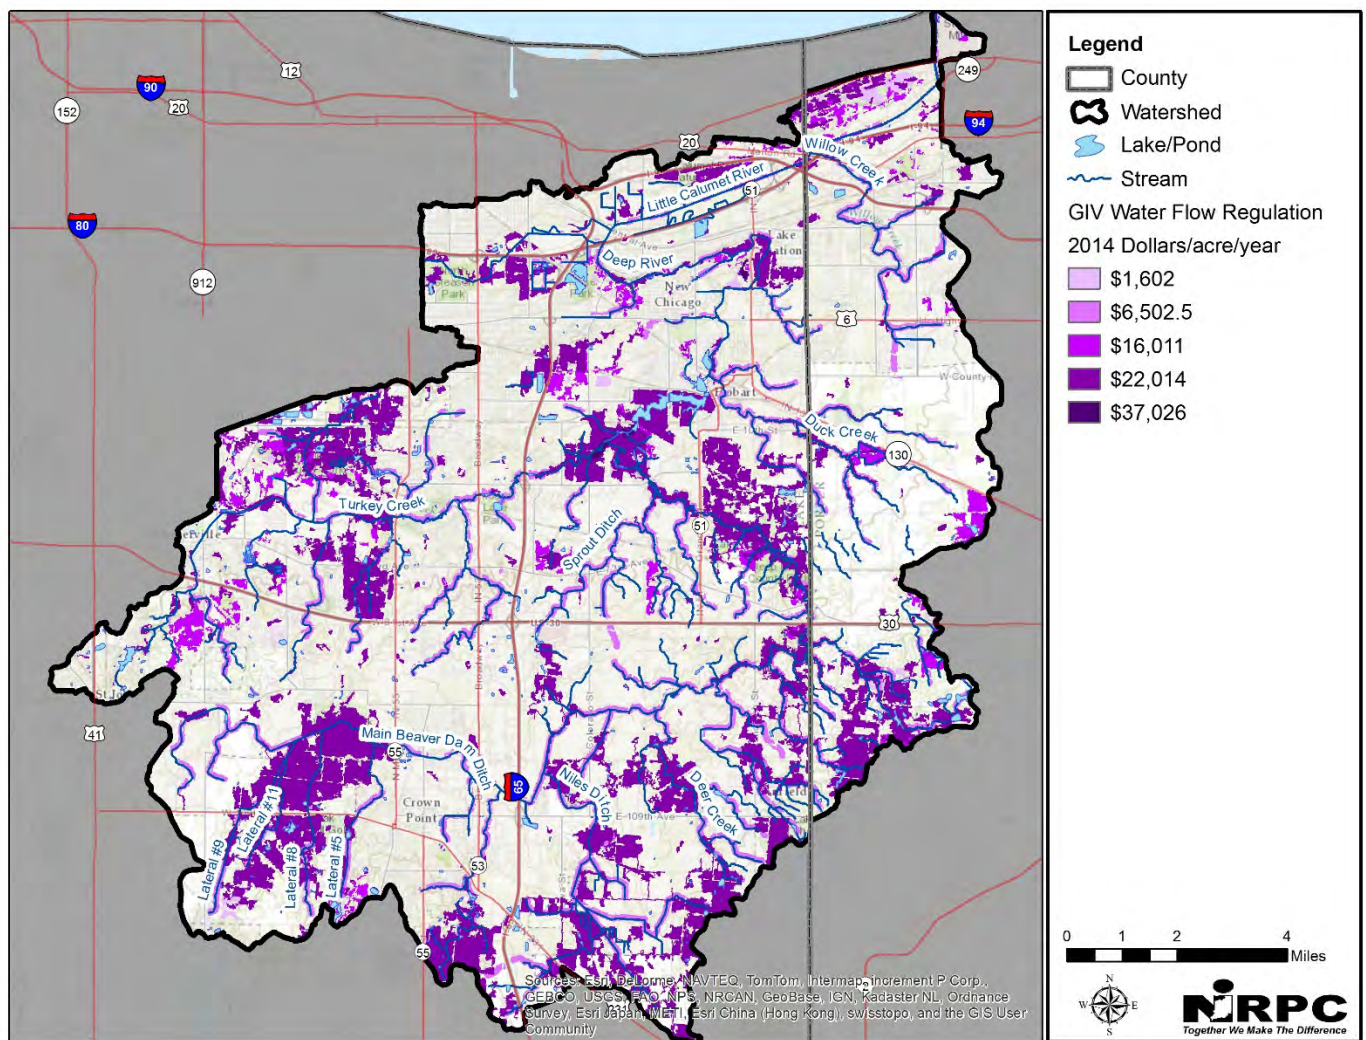 12
90
20
152
249
94
20
Willow Creek
Little Calumet River
51
80
Lake
Deep River
New
Chicago
912
6
Hobart
Duck Creek
130
Turkey Creek
51
Sprout Ditch
30
41
Main Beaver Dam Ditch
55
65
Niles Ditch
Deer Creek
Crown
Point
E 109th Ave
Lateral #11
Lateral #9
Lateral #8
Lateral #5
53
55
Sources: Esri, DeLorme, NAVTEQ, TomTom, Intermap, increment P Corp.,
GEBCO, USGS, FAO, NPS, NRCAN, GeoBase, IGN, Kadaster NL, Ordnance
Survey, Esri Japan, METI, Esri China (Hong Kong), swisstopo, and the GIS User
Community
Legend
County
Watershed
Lake/Pond
Stream
GIV Water Flow Regulation
2014 Dollars/acre/year
$1,602
$6,502.5
$16,011
$22,014
$37,026
0 1 2 4
Miles
N
W E
S
NIRPC
Together We Make The Difference